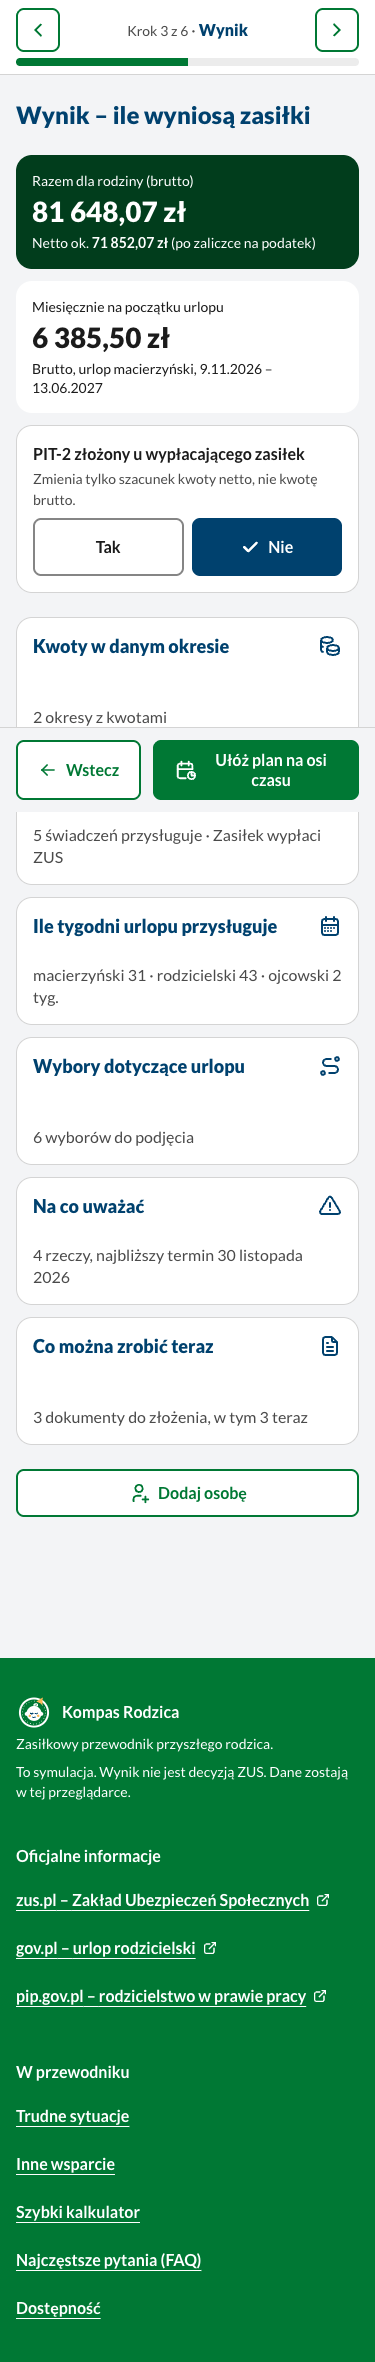 Krok 3 z 6 · Wynik
Wynik – ile wyniosą zasiłki
Razem dla rodziny (brutto)
81 648,07 zł
Netto ok. 71 852,07 zł (po zaliczce na podatek)
Miesięcznie na początku urlopu
6 385,50 zł
Brutto, urlop macierzyński, 9.11.2026 –
13.06.2027
PIT-2 złożony u wypłacającego zasiłek
Zmienia tylko szacunek kwoty netto, nie kwotę
brutto.
Tak
Nie
Kwoty w danym okresie
2 okresy z kwotami
Wstecz
Ułóż plan na osi
czasu
5 świadczeń przysługuje · Zasiłek wypłaci
ZUS
Ile tygodni urlopu przysługuje
macierzyński 31 · rodzicielski 43 · ojcowski 2
tyg.
Wybory dotyczące urlopu
6 wyborów do podjęcia
Na co uważać
4 rzeczy, najbliższy termin 30 listopada
2026
Co można zrobić teraz
3 dokumenty do złożenia, w tym 3 teraz
Dodaj osobę
Kompas Rodzica
Zasiłkowy przewodnik przyszłego rodzica.
To symulacja. Wynik nie jest decyzją ZUS. Dane zostają
w tej przeglądarce.
Oficjalne informacje
zus.pl – Zakład Ubezpieczeń Społecznych
gov.pl – urlop rodzicielski
pip.gov.pl – rodzicielstwo w prawie pracy
W przewodniku
Trudne sytuacje
Inne wsparcie
Szybki kalkulator
Najczęstsze pytania (FAQ)
Dostępność